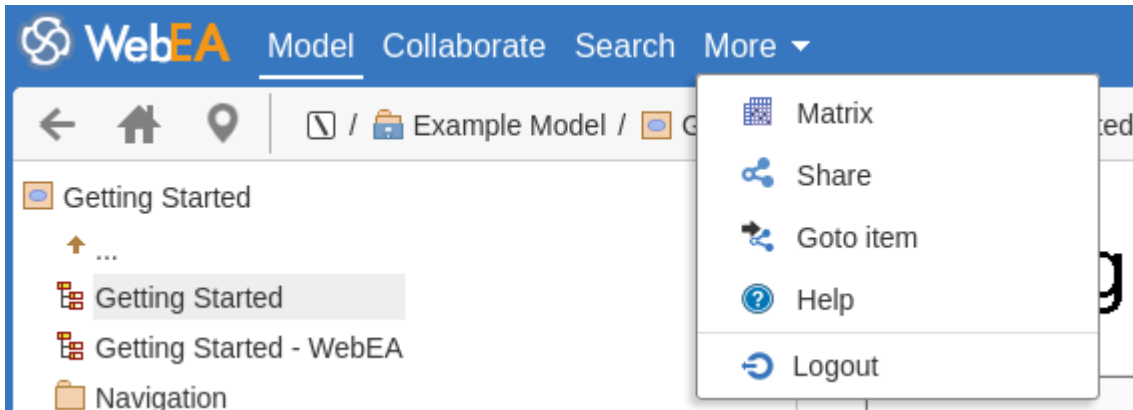 WebEA Model Collaborate Search More
/ Example Model /
Matrix
Share
Goto item
Help
Logout
Getting Started
...
Getting Started
Getting Started - WebEA
Navigation